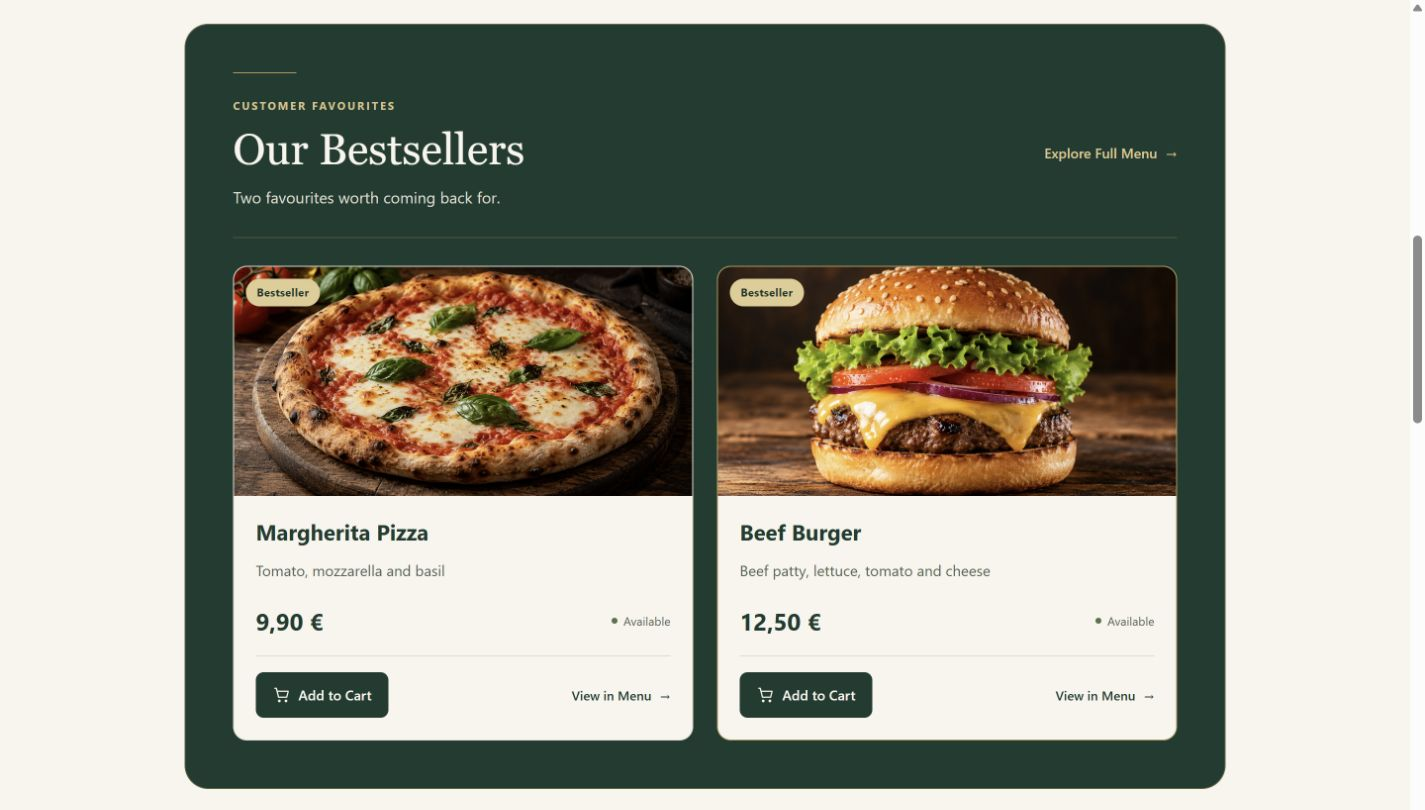 CUSTOMER FAVOURITES
Our Bestsellers
Explore Full Menu →
Two favourites worth coming back for.
Bestseller
Margherita Pizza
Tomato, mozzarella and basil
9,90 €
Available
Add to Cart
View in Menu →
Bestseller
Beef Burger
Beef patty, lettuce, tomato and cheese
12,50 €
Available
Add to Cart
View in Menu →